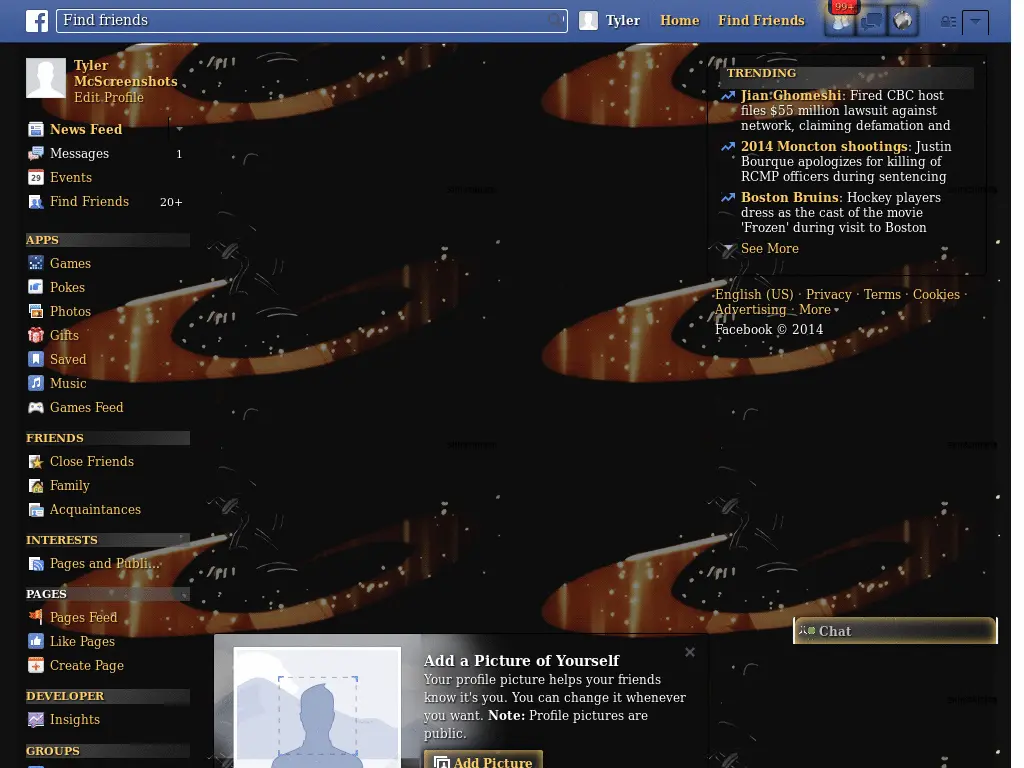 f
Find friends
Tyler
Home
Find Friends
99+
Tyler
McScreenshots
Edit Profile
News Feed
Messages 1
29 Events
Find Friends 20+
APPS
Games
Pokes
Photos
Gifts
Saved
Music
Games Feed
FRIENDS
Close Friends
Family
Acquaintances
INTERESTS
Pages and Publi...
PAGES
Pages Feed
Like Pages
Create Page
DEVELOPER
Insights
GROUPS
Add a Picture of Yourself
Your profile picture helps your friends
know it's you. You can change it whenever
you want. Note: Profile pictures are
public.
Add Picture
TRENDING
Jian Ghomeshi: Fired CBC host
files $55 million lawsuit against
network, claiming defamation and
2014 Moncton shootings: Justin
Bourque apologizes for killing of
RCMP officers during sentencing
Boston Bruins: Hockey players
dress as the cast of the movie
'Frozen' during visit to Boston
See More
English (US) · Privacy · Terms · Cookies ·
Advertising · More
Facebook © 2014
Chat